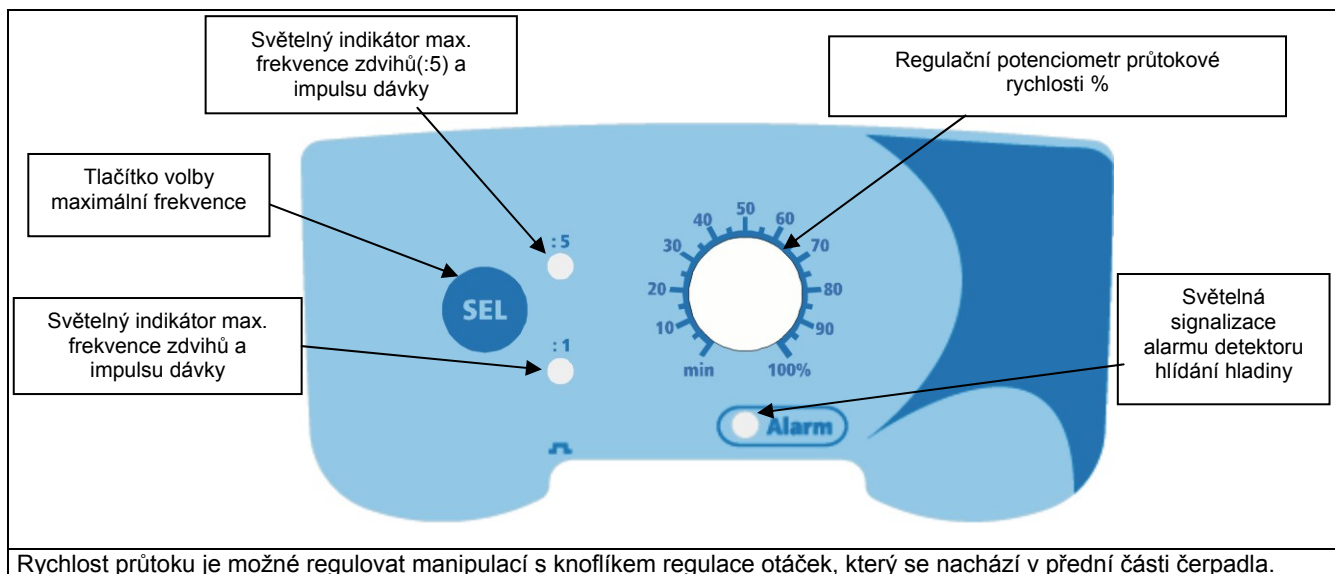 Světelný indikátor max.
frekvence zdvihů(:5) a
impulsu dávky
Regulační potenciometr průtokové
rychlosti %
Tlačítko volby
maximální frekvence
Světelný indikátor max.
frekvence zdvihů a
impulsu dávky
Světelná
signalizace
alarmu detektoru
hlídání hladiny
:5
SEL
:1
min
10
20
30
40
50
60
70
80
90
100%
Alarm
Rychlost průtoku je možné regulovat manipulací s knoflíkem regulace otáček, který se nachází v přední části čerpadla.